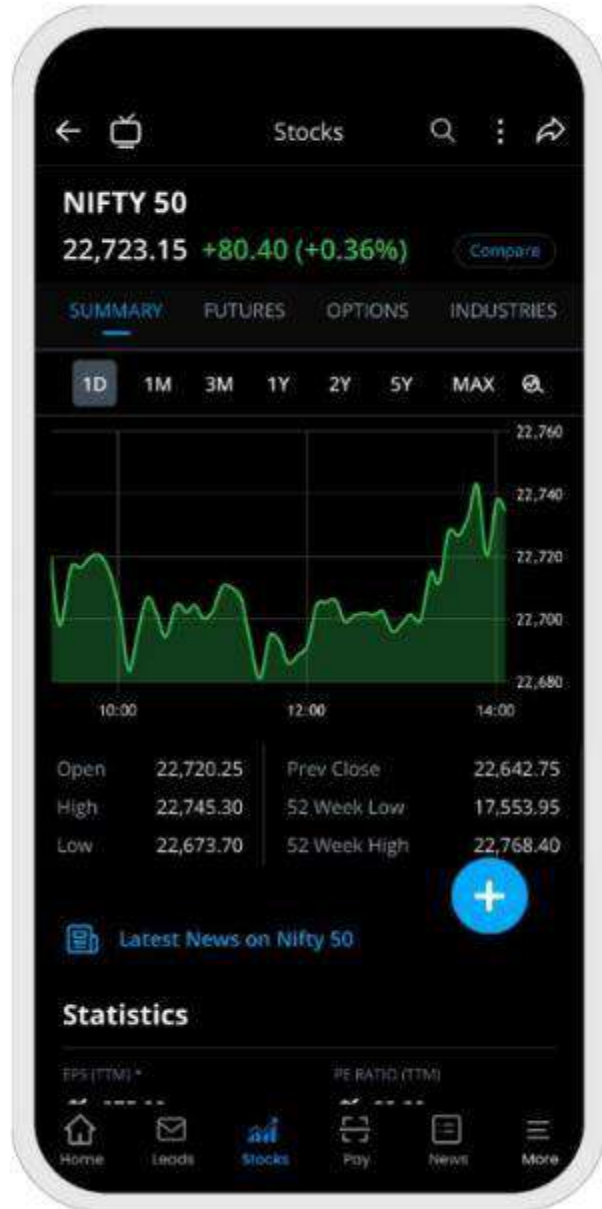 Stocks
NIFTY 50
22,723.15 +80.40 (+0.36%) Compare
SUMMARY FUTURES OPTIONS INDUSTRIES
1D 1M 3M 1Y 2Y 5Y MAX
22,760
22,740
22,720
22,700
22,680
10:00 12:00 14:00
Open 22,720.25 Prev Close 22,642.75
High 22,745.30 52 Week Low 17,553.95
Low 22,673.70 52 Week High 22,768.40
Latest News on Nifty 50
Statistics
EPS (TTM) * PE RATIO (TTM)
Home Leads Stocks Pay News More